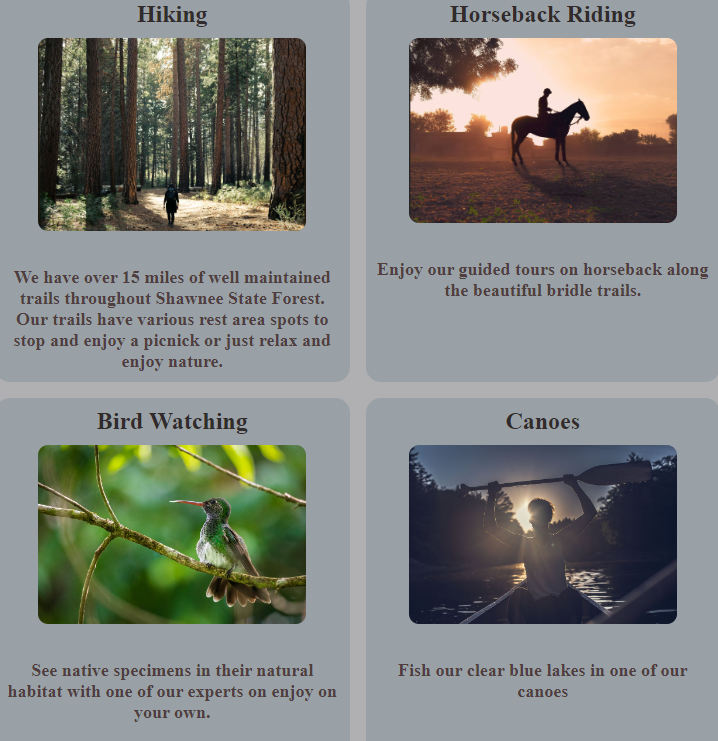 Hiking
We have over 15 miles of well maintained
trails throughout Shawnee State Forest.
Our trails have various rest area spots to
stop and enjoy a picnick or just relax and
enjoy nature.
Horseback Riding
Enjoy our guided tours on horseback along
the beautiful bridle trails.
Bird Watching
See native specimens in their natural
habitat with one of our experts on enjoy on
your own.
Canoes
Fish our clear blue lakes in one of our
canoes